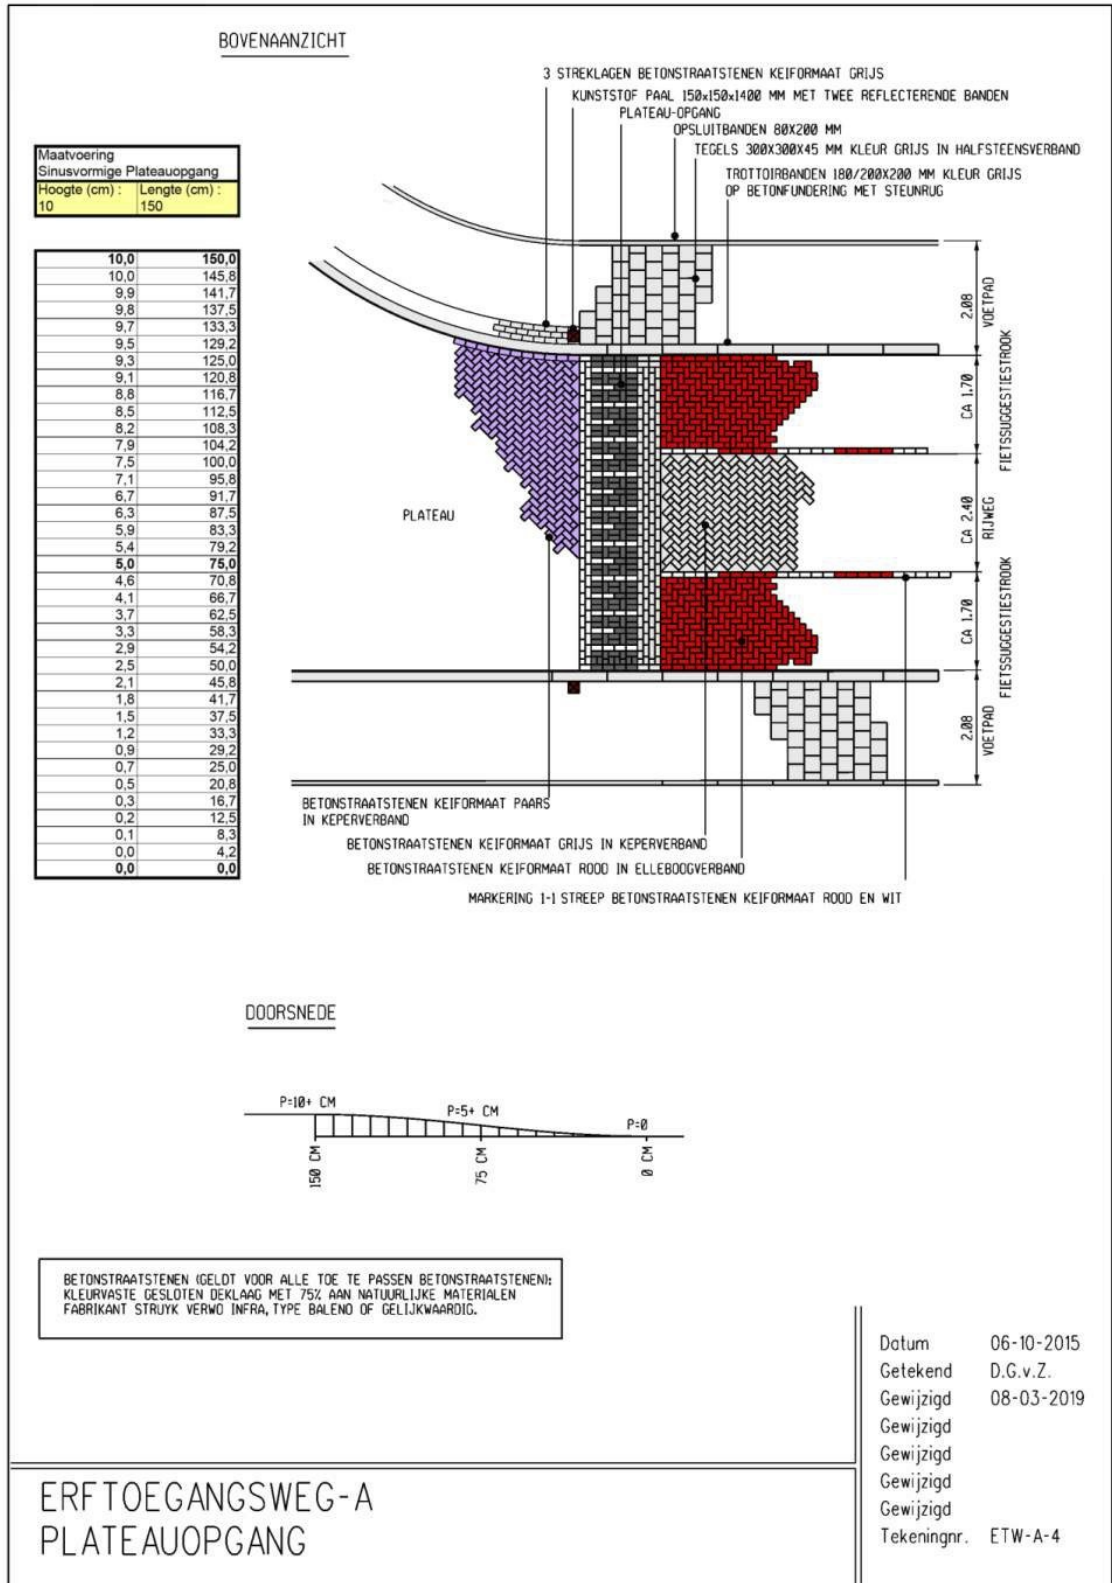 BOVENAANZICHT
3 STREKLAGEN BETONSTRAATSTENEN KEIFORMAAT GRIJS
KUNSTSTOF PAAL 150x150x1400 MM MET TWEE REFLECTERENDE BANDEN
PLATEAU-OPGANG
OPSLUITBANDEN 80X200 MM
TEGELS 300X300X45 MM KLEUR GRIJS IN HALFSTEENSVERBAND
TROTTOIRBANDEN 180/200X200 MM KLEUR GRIJS
OP BETONFUNDERING MET STEUNRUG
Maatvoering
Sinusvormige Plateauopgang
Hoogte (cm) : Lengte (cm) :
10 150
10,0 150,0
10,0 145,8
9,9 141,7
9,8 137,5
9,7 133,3
9,5 129,2
9,3 125,0
9,1 120,8
8,8 116,7
8,5 112,5
8,2 108,3
7,9 104,2
7,5 100,0
7,1 95,8
6,7 91,7
6,3 87,5
5,9 83,3
5,4 79,2
5,0 75,0
4,6 70,8
4,1 66,7
3,7 62,5
3,3 58,3
2,9 54,2
2,5 50,0
2,1 45,8
1,8 41,7
1,5 37,5
1,2 33,3
0,9 29,2
0,7 25,0
0,5 20,8
0,3 16,7
0,2 12,5
0,1 8,3
0,0 4,2
0,0 0,0
PLATEAU
2.08
VOETPAD
CA 1.70
FIETSSUGGESTIESTROOK
CA 2.40
RIJWEG
CA 1.70
FIETSSUGGESTIESTROOK
2.08
VOETPAD
BETONSTRAATSTENEN KEIFORMAAT PAARS
IN KEPERVERBAND
BETONSTRAATSTENEN KEIFORMAAT GRIJS IN KEPERVERBAND
BETONSTRAATSTENEN KEIFORMAAT ROOD IN ELLEBOOGVERBAND
MARKERING 1-1 STREEP BETONSTRAATSTENEN KEIFORMAAT ROOD EN WIT
DOORSNEDE
P=10+ CM
P=5+ CM
P=0
150 CM
75 CM
0 CM
BETONSTRAATSTENEN (GELDT VOOR ALLE TOE TE PASSEN BETONSTRAATSTENEN):
KLEURVASTE GESLOTEN DEKLAAG MET 75% AAN NATUURLIJKE MATERIALEN
FABRIKANT STRUYK VERWO INFRA, TYPE BALENO OF GELIJKWAARDIG.
Datum 06-10-2015
Getekend D.G.v.Z.
Gewijzigd 08-03-2019
Gewijzigd
Gewijzigd
Gewijzigd
Gewijzigd
Tekeningnr. ETW-A-4
ERFTOEGANGSWEG-A
PLATEAUOPGANG